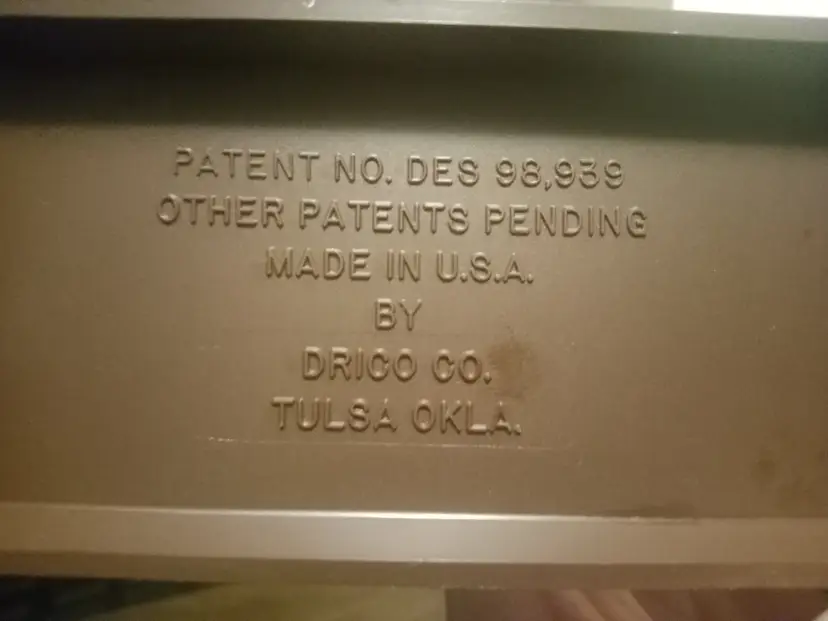 PATENT NO. DES 98,939
OTHER PATENTS PENDING
MADE IN U.S.A.
BY
DRICO CO.
TULSA OKLA.